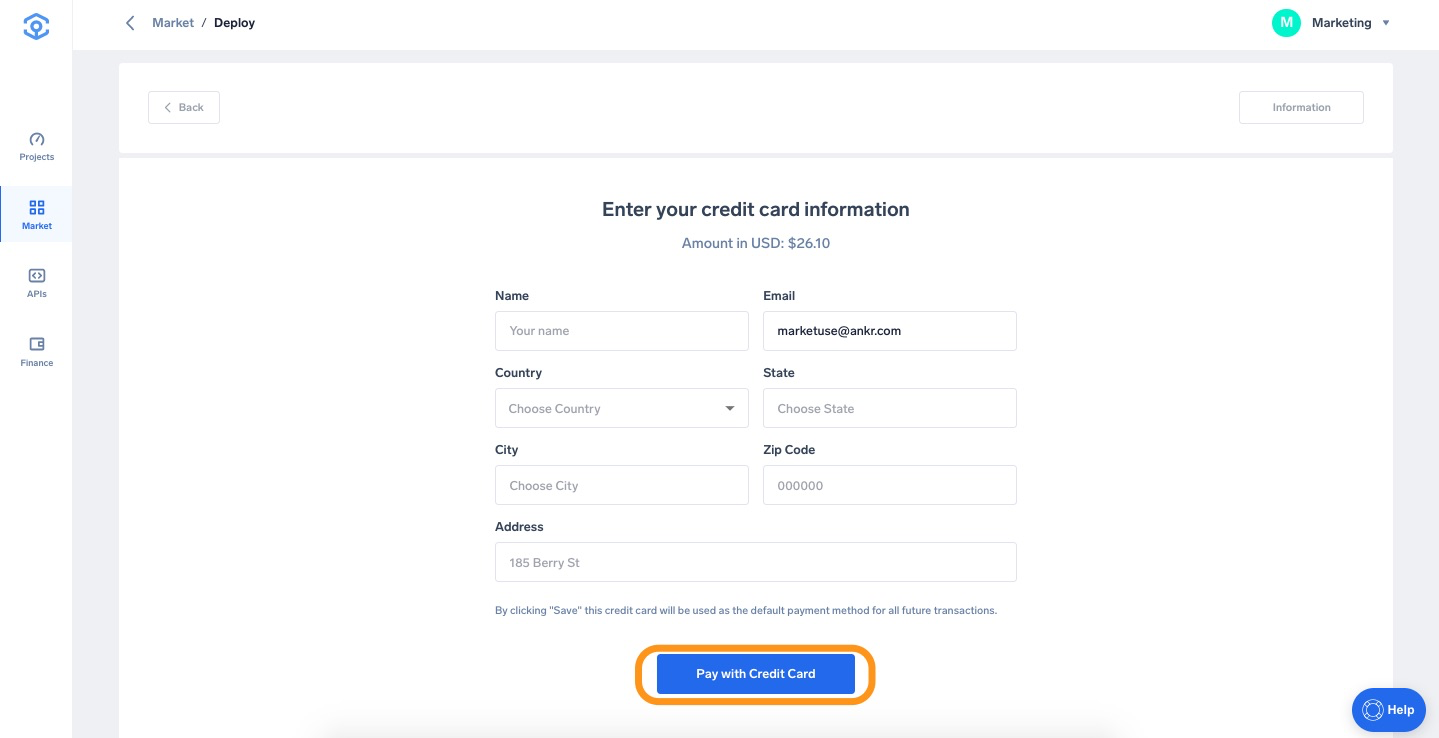 Market / Deploy
M Marketing
Back
Information
Projects
Market
APIs
Finance
Enter your credit card information
Amount in USD: $26.10
Name
Email
Your name
marketuse@ankr.com
Country
State
Choose Country
Choose State
City
Zip Code
Choose City
000000
Address
185 Berry St
By clicking "Save" this credit card will be used as the default payment method for all future transactions.
Pay with Credit Card
Help